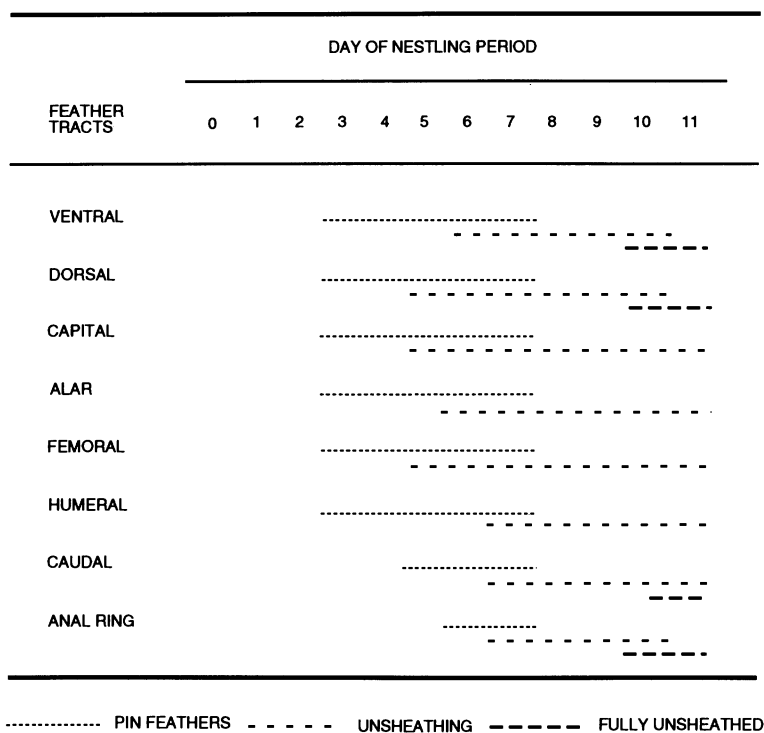 DAY OF NESTLING PERIOD
FEATHER
TRACTS
0 1 2 3 4 5 6 7 8 9 10 11
VENTRAL
DORSAL
CAPITAL
ALAR
FEMORAL
HUMERAL
CAUDAL
ANAL RING
PIN FEATHERS UNSHEATHING FULLY UNSHEATHED